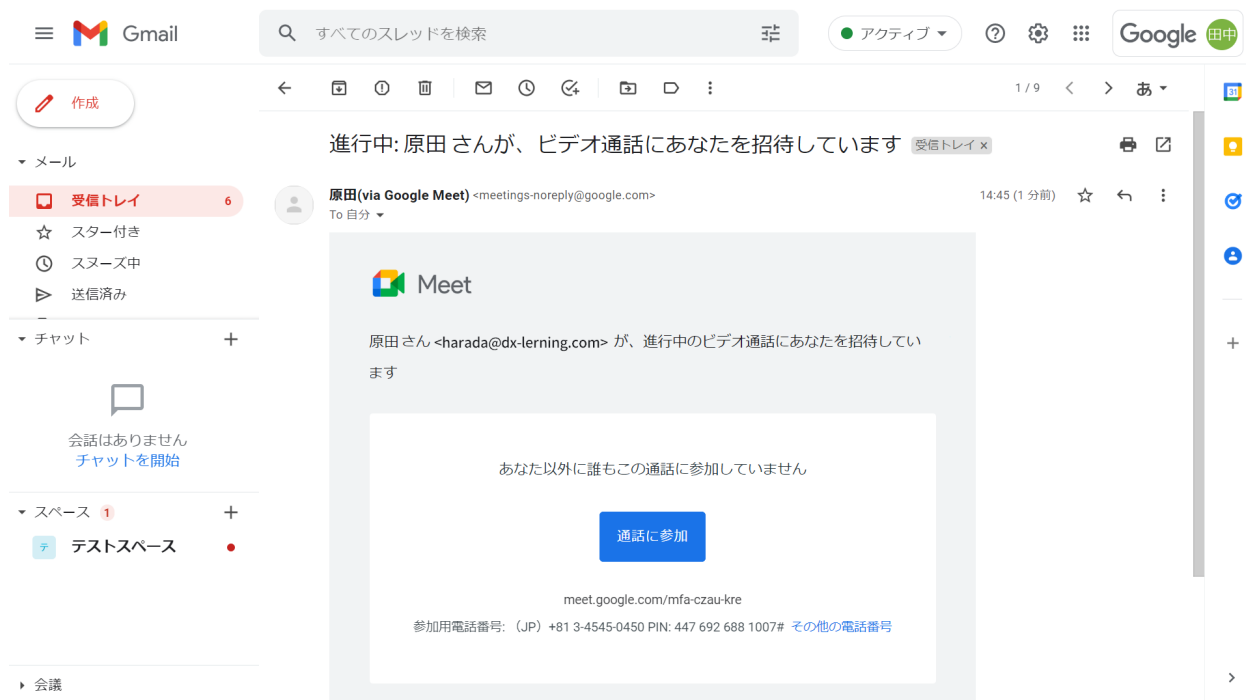 Gmail
すべてのスレッドを検索
アクティブ
Google
田中
作成
1 / 9
あ
31
進行中: 原田 さんが、ビデオ通話にあなたを招待しています
受信トレイ ×
メール
受信トレイ 6
スター付き
スヌーズ中
送信済み
原田(via Google Meet) <meetings-noreply@google.com>
14:45 (1 分前)
To 自分
Meet
原田 さん <harada@dx-lerning.com> が、進行中のビデオ通話にあなたを招待してい
ます
チャット
会話はありません
チャットを開始
あなた以外に誰もこの通話に参加していません
通話に参加
meet.google.com/mfa-czau-kre
参加用電話番号: （JP）+81 3-4545-0450 PIN: 447 692 688 1007# その他の電話番号
スペース 1
テ テストスペース
会議